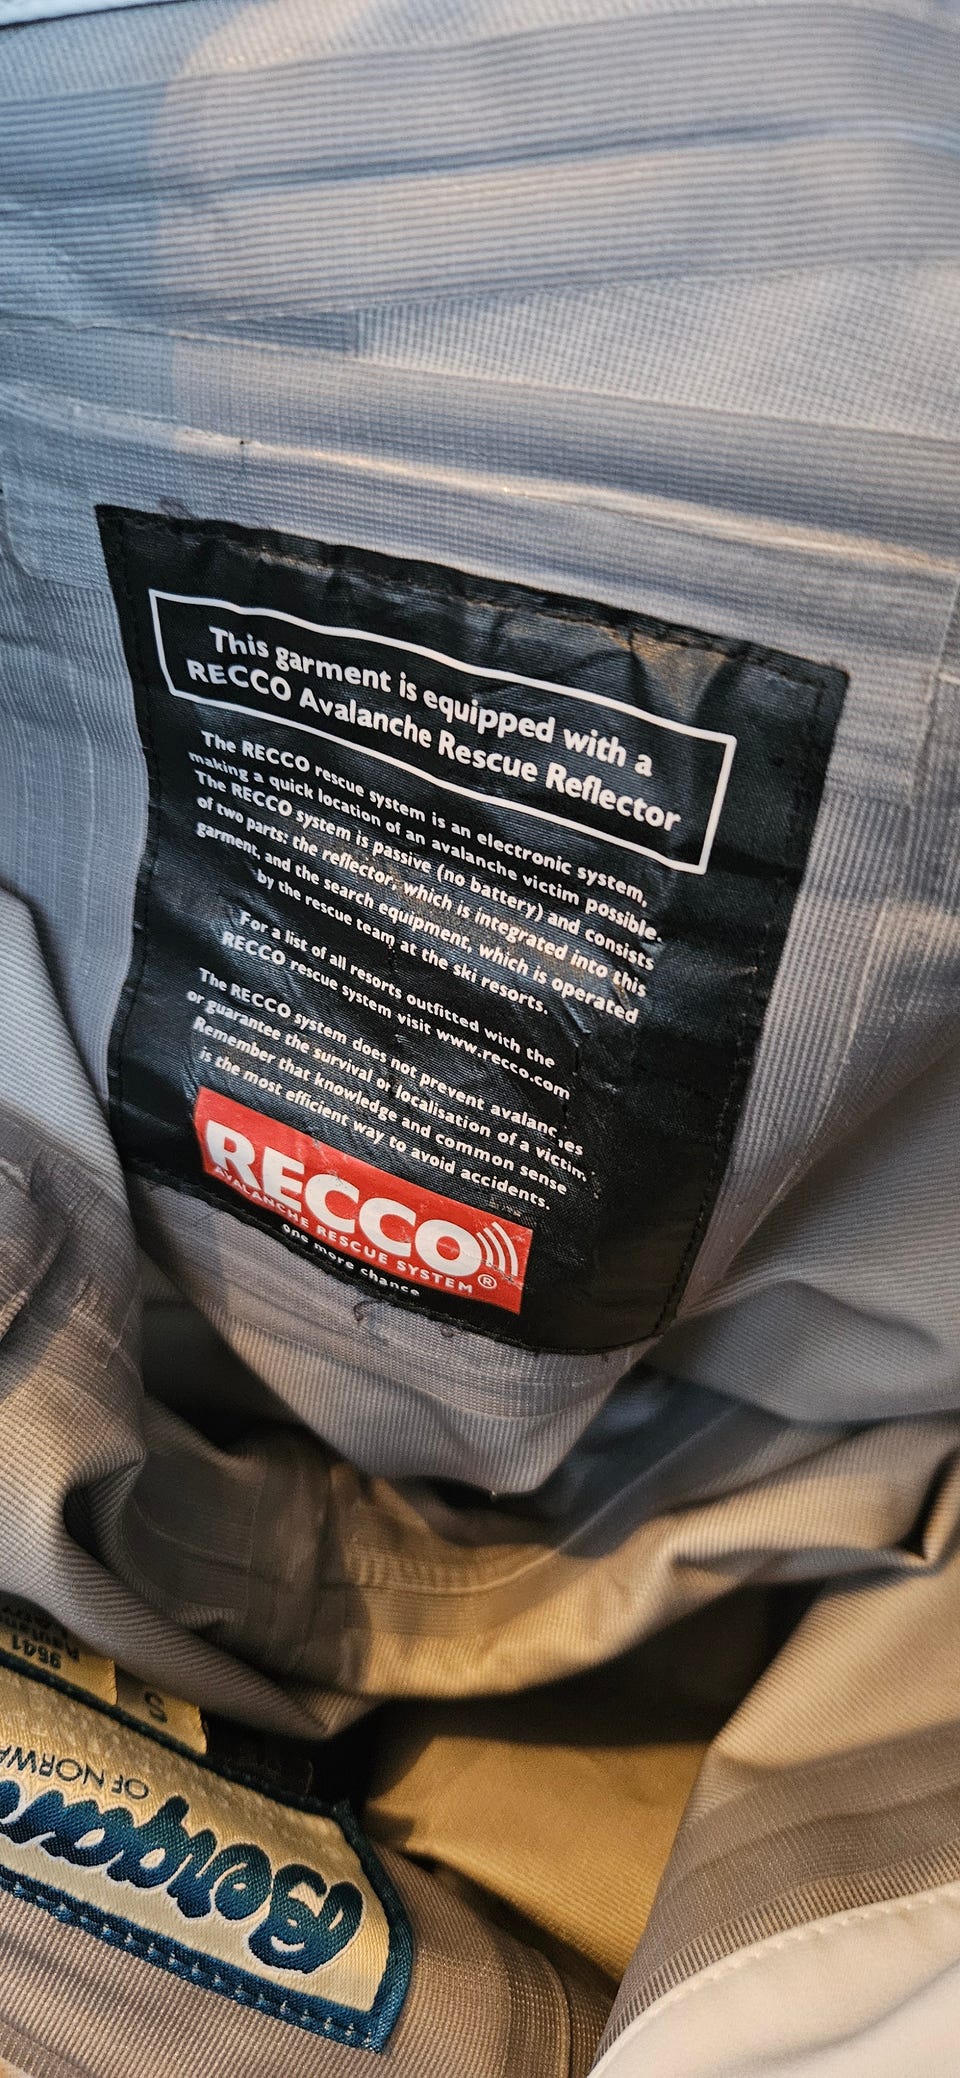 This garment is equipped with a
RECCO Avalanche Rescue Reflector
The RECCO rescue system is an electronic system,
making a quick location of an avalanche victim possible.
The RECCO system is passive (no battery) and consists
of two parts: the reflector, which is integrated into this
garment, and the search equipment, which is operated
by the rescue team at the ski resorts.
For a list of all resorts outfitted with the
RECCO rescue system visit www.recco.com
The RECCO system does not prevent avalanches
or guarantee the survival or localisation of a victim.
Remember that knowledge and common sense
is the most efficient way to avoid accidents.
RECCO®
AVALANCHE RESCUE SYSTEM
one more chance
9641
S
OF NORWA
Bergans